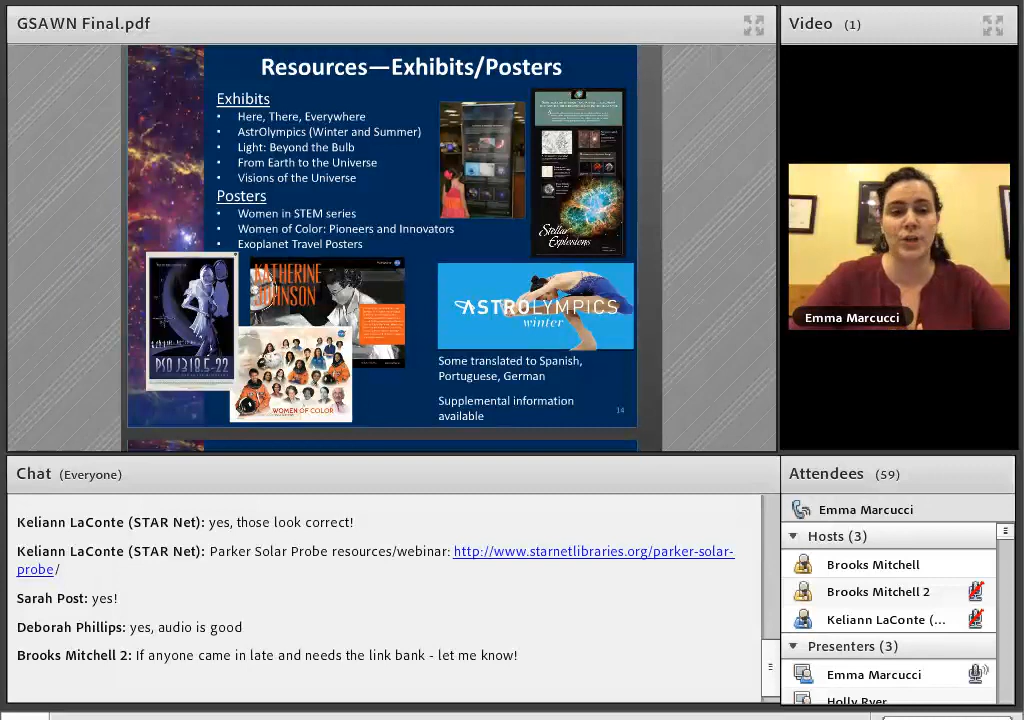 GSAWN Final.pdf
Resources—Exhibits/Posters
Exhibits
• Here, There, Everywhere
• AstrOlympics (Winter and Summer)
• Light: Beyond the Bulb
• From Earth to the Universe
• Visions of the Universe
Posters
• Women in STEM series
• Women of Color: Pioneers and Innovators
• Exoplanet Travel Posters
Stellar
Explosions
KATHERINE
JOHNSON
PSO J318.5-22
WOMEN OF COLOR
ASTROLYMPICS
winter
Some translated to Spanish,
Portuguese, German
Supplemental information
available
14
Video (1)
Emma Marcucci
Chat (Everyone)
Keliann LaConte (STAR Net): yes, those look correct!
Keliann LaConte (STAR Net): Parker Solar Probe resources/webinar: http://www.starnetlibraries.org/parker-solar-
probe/
Sarah Post: yes!
Deborah Phillips: yes, audio is good
Brooks Mitchell 2: If anyone came in late and needs the link bank - let me know!
Attendees (59)
Emma Marcucci
Hosts (3)
Brooks Mitchell
Brooks Mitchell 2
Keliann LaConte (...
Presenters (3)
Emma Marcucci
Holly Ryer